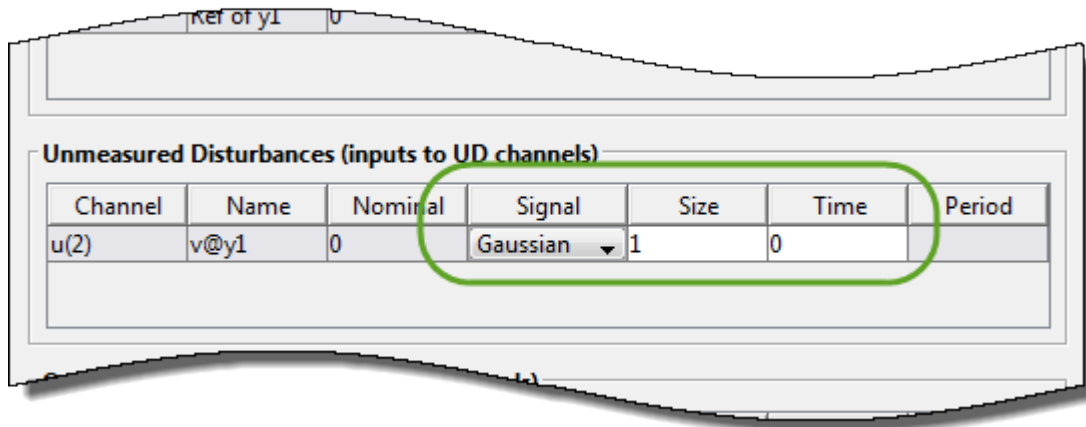 Ref of y1 0
Unmeasured Disturbances (inputs to UD channels)
Channel Name Nominal Signal Size Time Period
u(2) v@y1 0 Gaussian 1 0